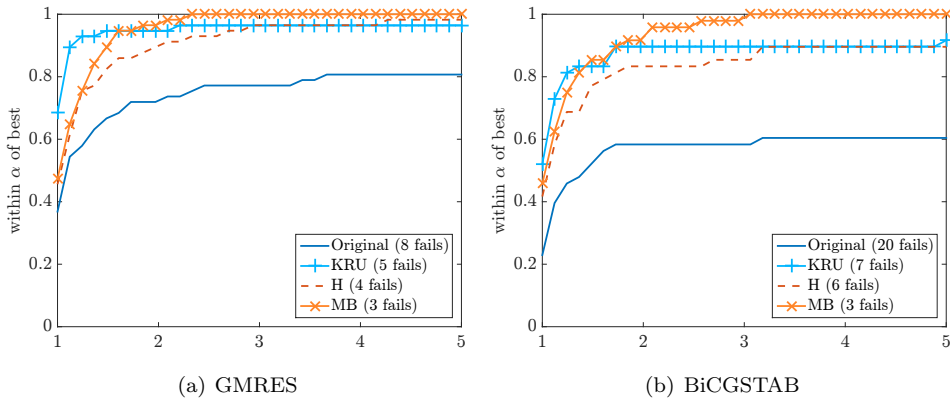 within α of best
1
0.8
0.6
0.4
0.2
0
1
2
3
4
5
Original (8 fails)
KRU (5 fails)
H (4 fails)
MB (3 fails)
(a) GMRES
within α of best
1
0.8
0.6
0.4
0.2
0
1
2
3
4
5
Original (20 fails)
KRU (7 fails)
H (6 fails)
MB (3 fails)
(b) BiCGSTAB